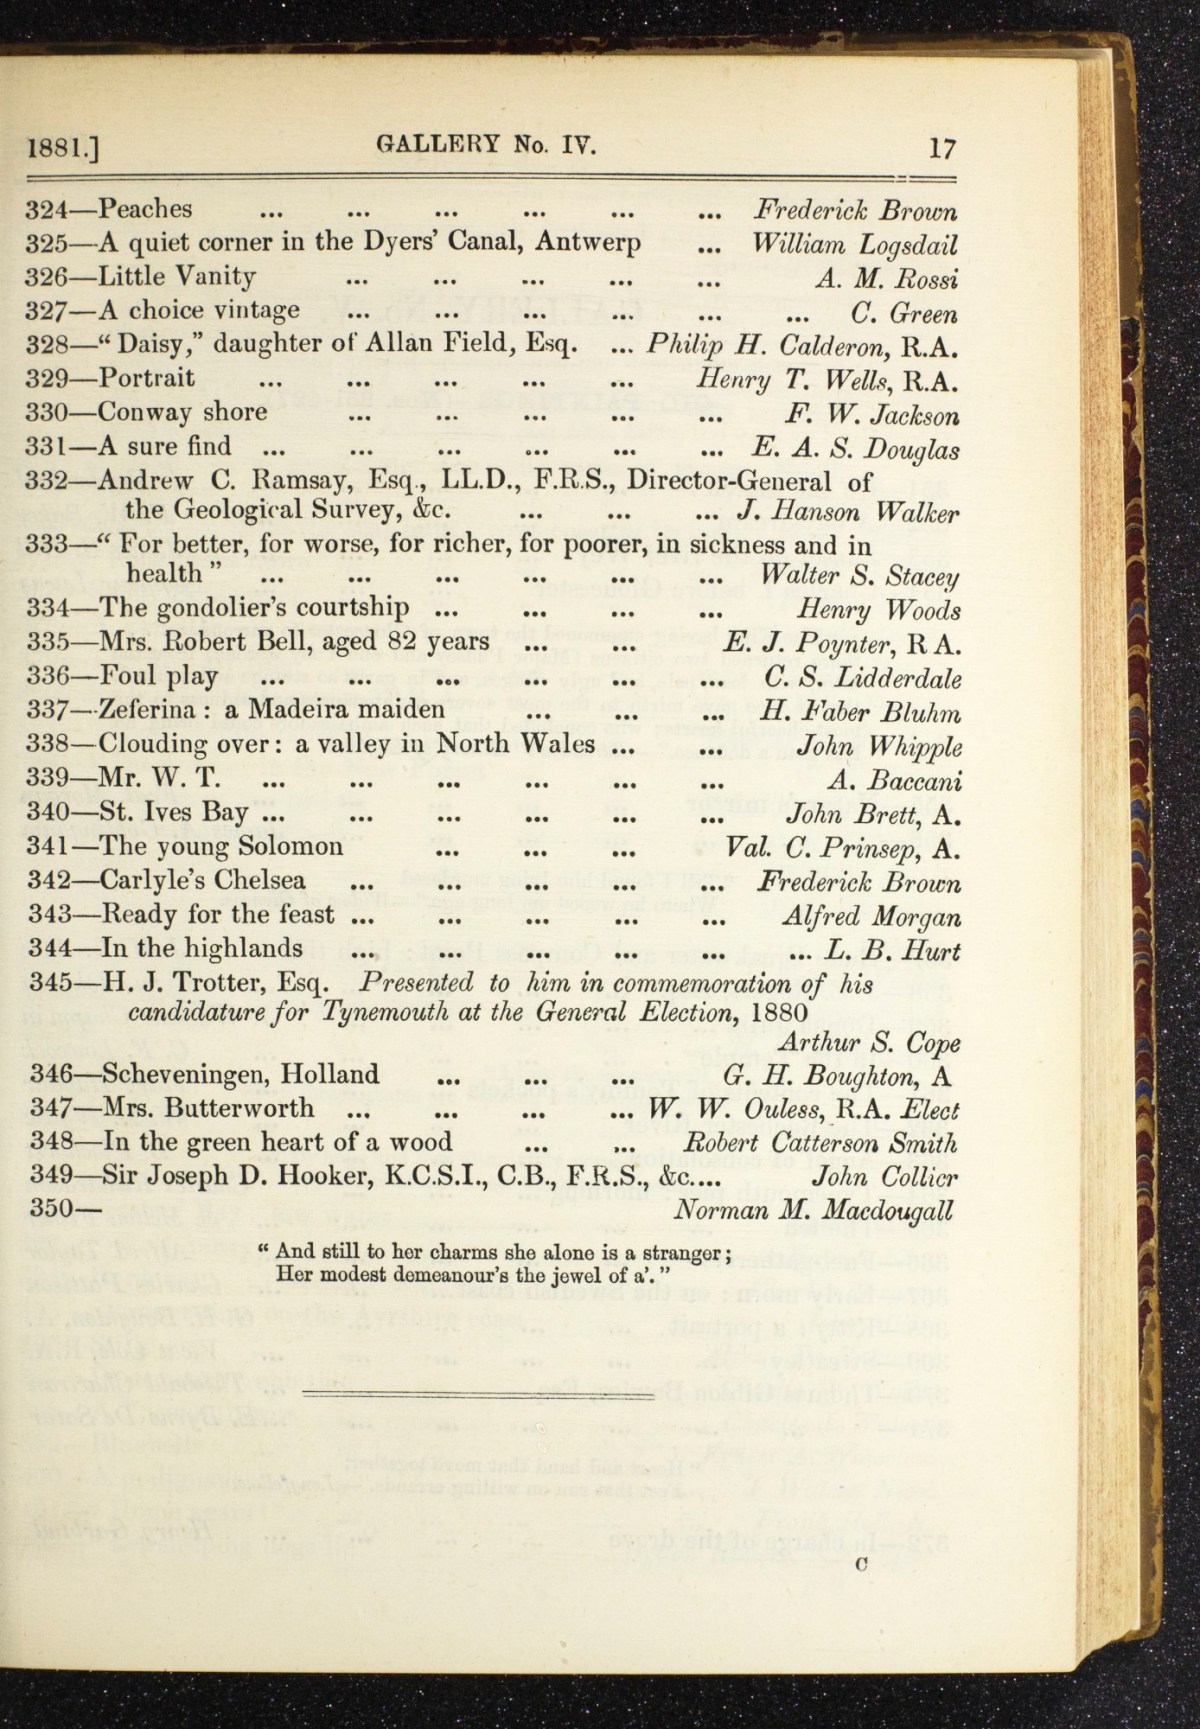 1881.] GALLERY No. IV. 17
324—Peaches ... ... ... ... ... ... Frederick Brown
325—A quiet corner in the Dyers' Canal, Antwerp ... William Logsdail
326—Little Vanity ... ... ... ... ... A. M. Rossi
327—A choice vintage ... ... ... ... ... ... C. Green
328—“Daisy,” daughter of Allan Field, Esq. ... Philip H. Calderon, R.A.
329—Portrait ... ... ... ... ... Henry T. Wells, R.A.
330—Conway shore ... ... ... ... ... F. W. Jackson
331—A sure find ... ... ... ... ... ... E. A. S. Douglas
332—Andrew C. Ramsay, Esq., LL.D., F.R.S., Director-General of
the Geological Survey, &c. ... ... ... J. Hanson Walker
333—“For better, for worse, for richer, for poorer, in sickness and in
health” ... ... ... ... ... ... Walter S. Stacey
334—The gondolier's courtship ... ... ... ... Henry Woods
335—Mrs. Robert Bell, aged 82 years ... ... E. J. Poynter, R A.
336—Foul play ... ... ... ... ... ... C. S. Lidderdale
337—Zeferina : a Madeira maiden ... ... ... H. Faber Bluhm
338—Clouding over : a valley in North Wales ... ... John Whipple
339—Mr. W. T. ... ... ... ... ... ... A. Baccani
340—St. Ives Bay ... ... ... ... ... ... John Brett, A.
341—The young Solomon ... ... ... Val. C. Prinsep, A.
342—Carlyle's Chelsea ... ... ... ... ... Frederick Brown
343—Ready for the feast ... ... ... ... ... Alfred Morgan
344—In the highlands ... ... ... ... ... ... L. B. Hurt
345—H. J. Trotter, Esq. Presented to him in commemoration of his
candidature for Tynemouth at the General Election, 1880
Arthur S. Cope
346—Scheveningen, Holland ... ... ... G. H. Boughton, A
347—Mrs. Butterworth ... ... ... ... W. W. Ouless, R.A. Elect
348—In the green heart of a wood ... ... Robert Catterson Smith
349—Sir Joseph D. Hooker, K.C.S.I., C.B., F.R.S., &c.... John Collier
350— Norman M. Macdougall
“And still to her charms she alone is a stranger ;
Her modest demeanour's the jewel of a'.”
C